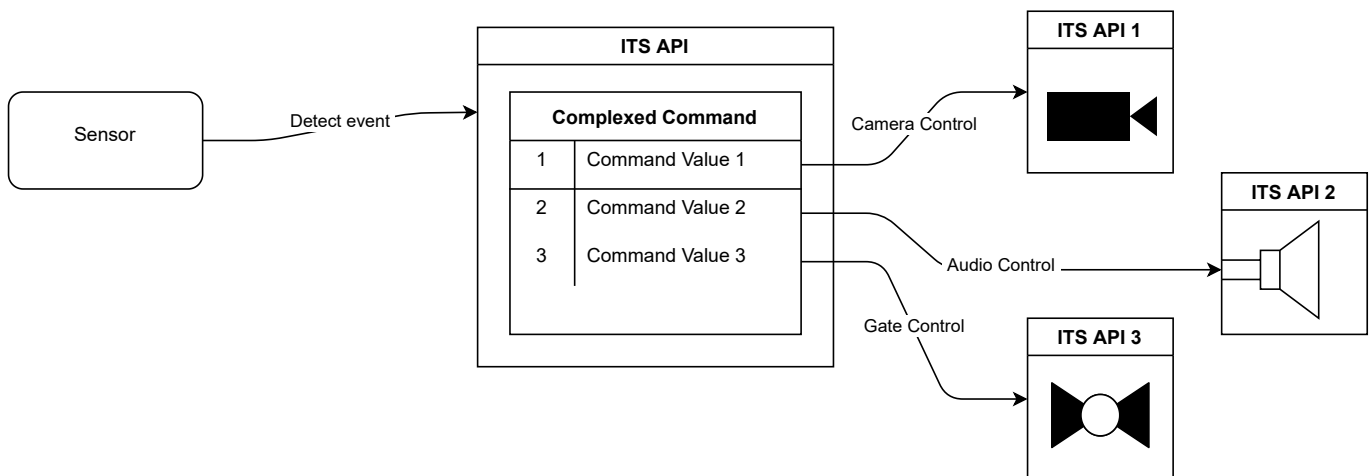 Sensor
Detect event
ITS API
Complexed Command
1 Command Value 1
2 Command Value 2
3 Command Value 3
Camera Control
Audio Control
Gate Control
ITS API 1
ITS API 2
ITS API 3